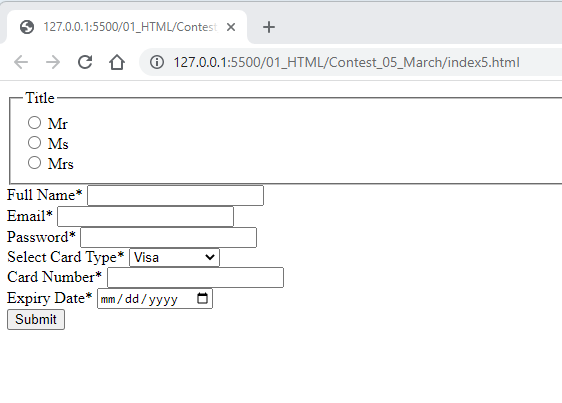 127.0.0.1:5500/01_HTML/Contest
127.0.0.1:5500/01_HTML/Contest_05_March/index5.html
Title
Mr
Ms
Mrs
Full Name*
Email*
Password*
Select Card Type* Visa
Card Number*
Expiry Date* mm/dd/yyyy
Submit